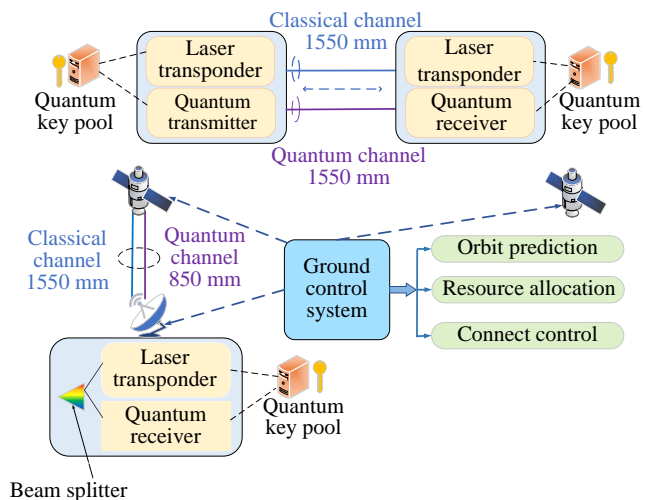 Classical channel
1550 mm
Laser
transponder
Quantum
transmitter
Quantum
key pool
Laser
transponder
Quantum
receiver
Quantum
key pool
Quantum channel
1550 mm
Classical
channel
1550 mm
Quantum
channel
850 mm
Ground
control
system
Orbit prediction
Resource allocation
Connect control
Laser
transponder
Quantum
receiver
Quantum
key pool
Beam splitter